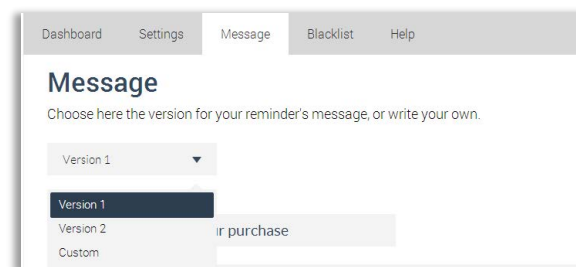 Dashboard Settings Message Blacklist Help
Message
Choose here the version for your reminder's message, or write your own.
Version 1
Version 1
Version 2
purchase
Custom